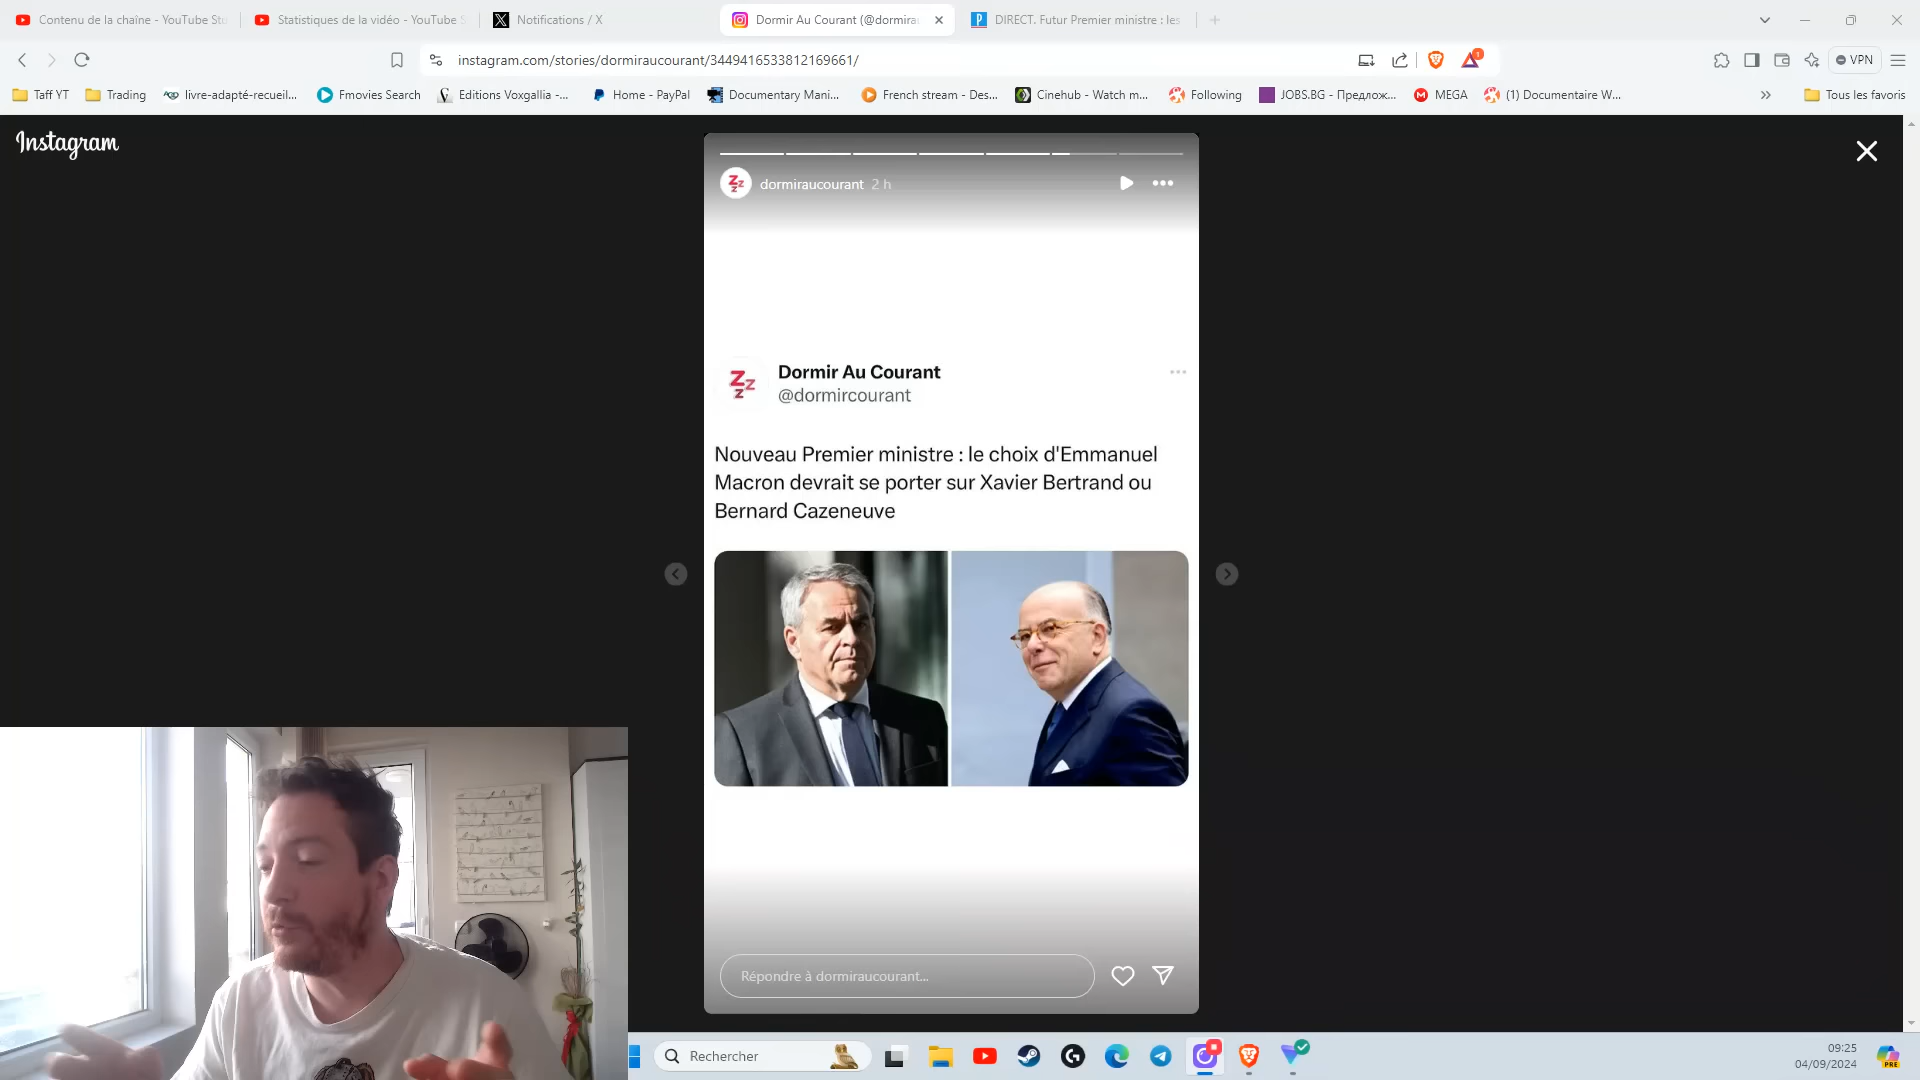 Contenu de la chaîne - YouTube Stu
Statistiques de la vidéo - YouTube S
Notifications / X
Dormir Au Courant (@dormirau
DIRECT. Futur Premier ministre : les
instagram.com/stories/dormiraucourant/3449416533812169661/
1
VPN
Taff YT
Trading
livre-adapté-recueil...
Fmovies Search
Editions Voxgallia -...
Home - PayPal
Documentary Mani...
French stream - Des...
Cinehub - Watch m...
Following
JOBS.BG - Предлож...
MEGA
(1) Documentaire W...
Tous les favoris
Instagram
dormiraucourant 2 h
Dormir Au Courant
@dormircourant
Nouveau Premier ministre : le choix d'Emmanuel
Macron devrait se porter sur Xavier Bertrand ou
Bernard Cazeneuve
Répondre à dormiraucourant...
Rechercher
09:25
04/09/2024
PRE